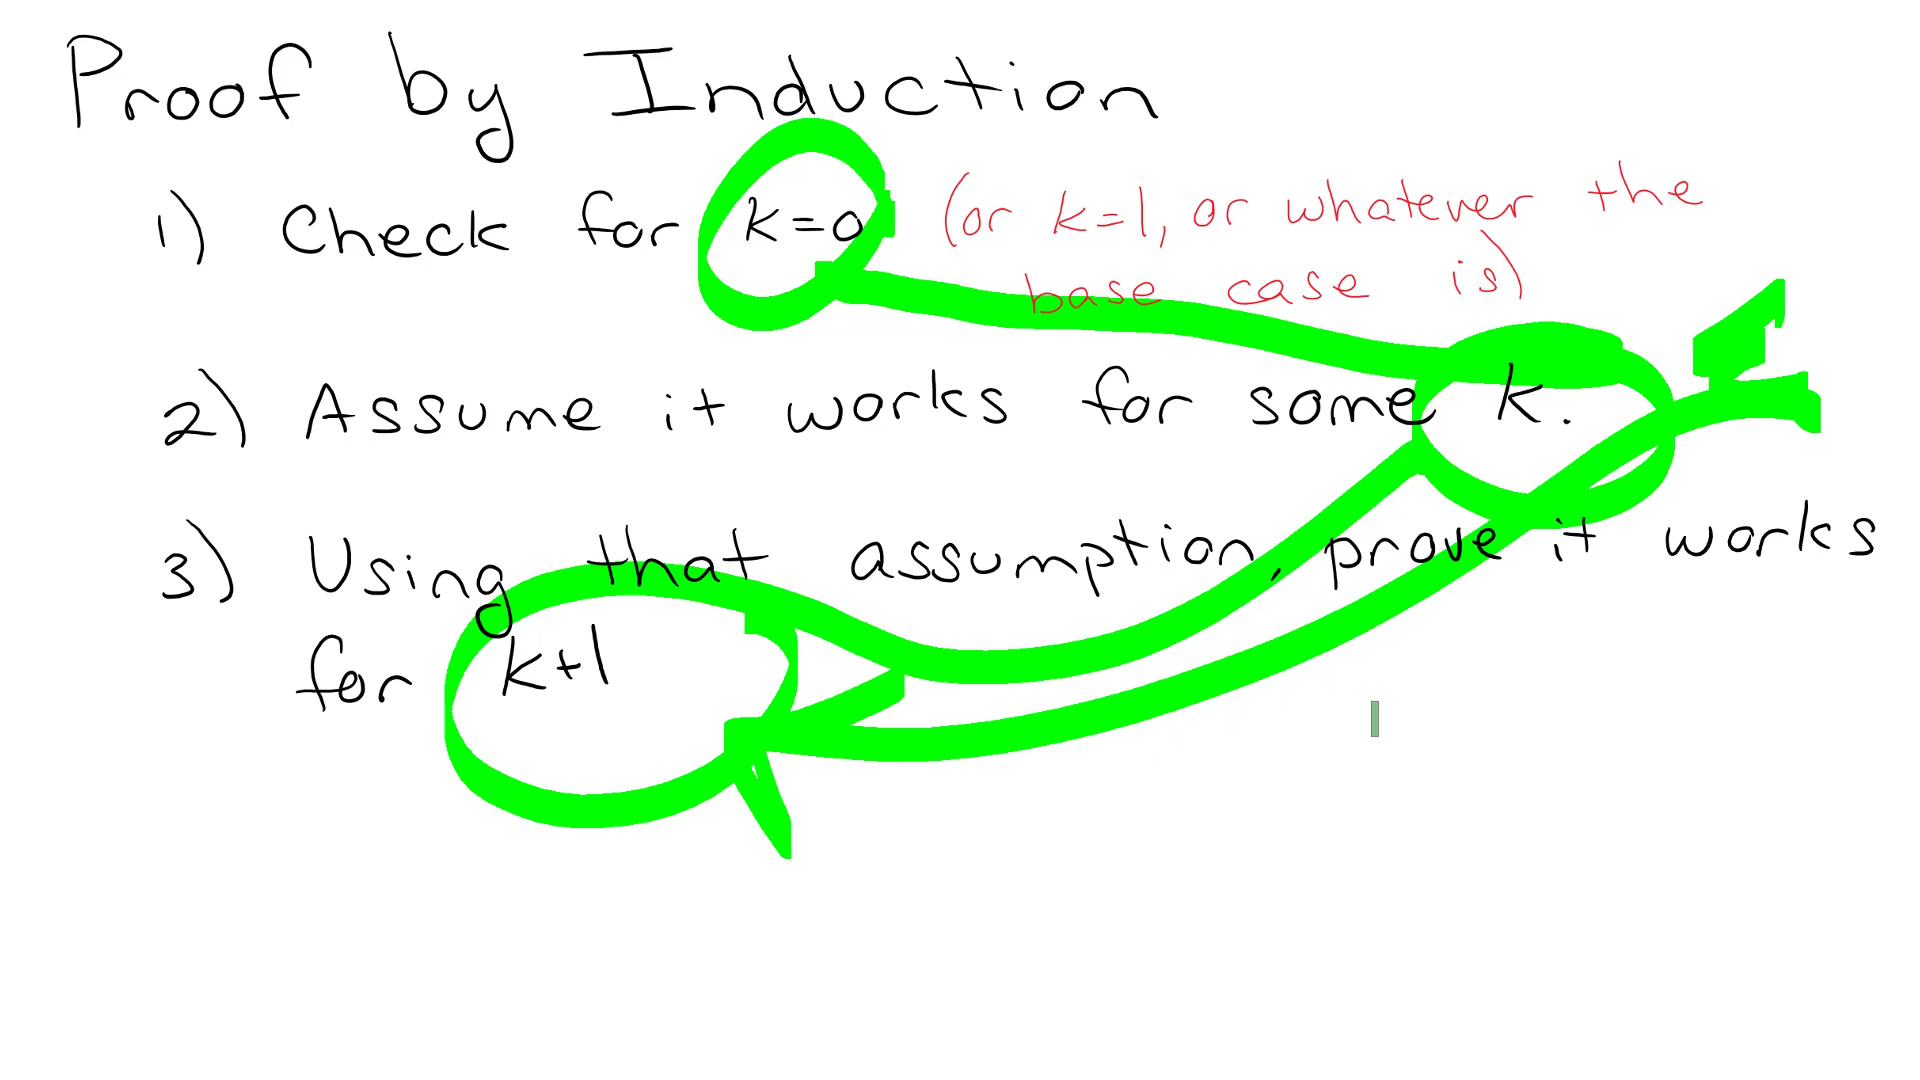 Proof by Induction
1) Check for k=0 (or k=1, or whatever the
base case is)
2) Assume it works for some k.
3) Using that assumption, prove it works
for k+1